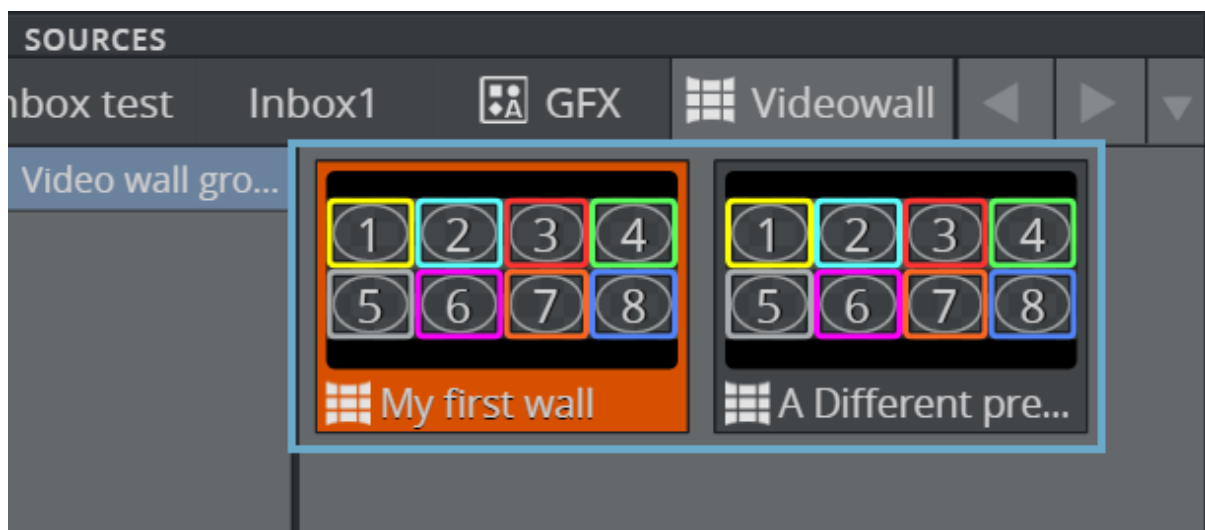 SOURCES
nbox test Inbox1 GFX Videowall
Video wall gro...
1 2 3 4 1 2 3 4
5 6 7 8 5 6 7 8
My first wall A Different pre...